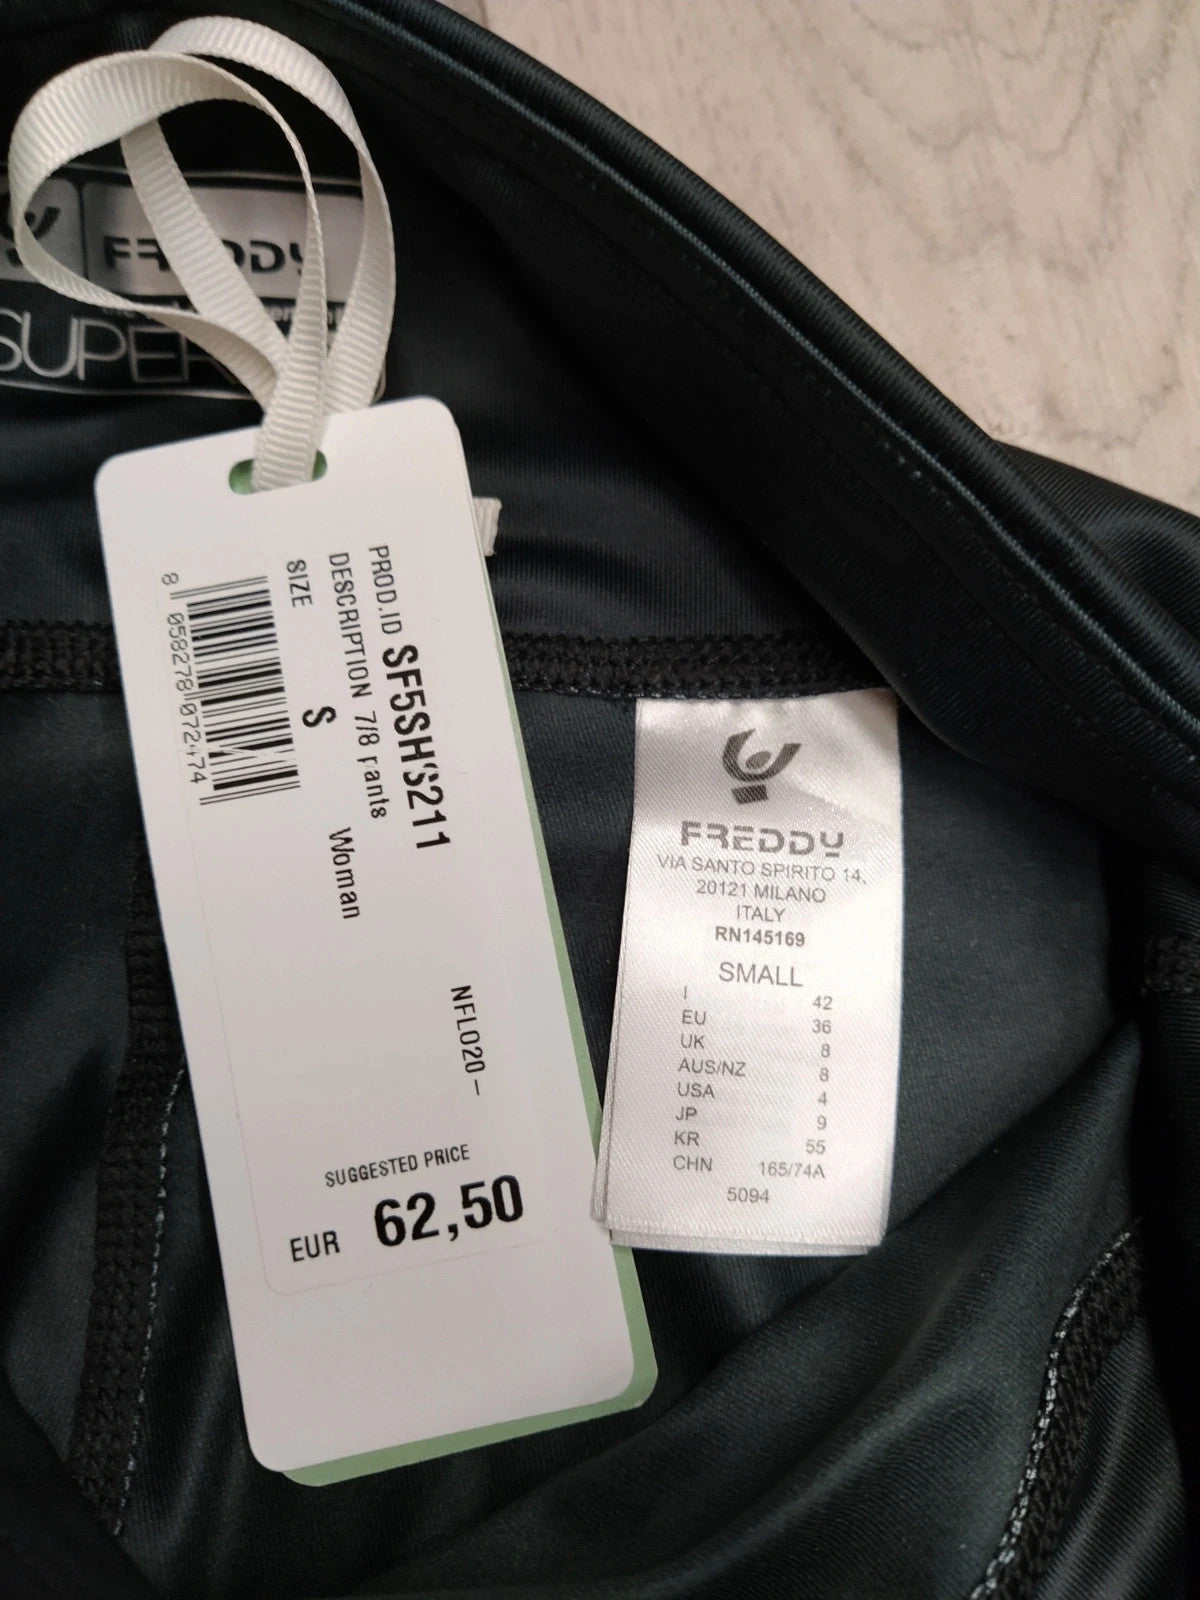 FREDDY
SUPER
PROD.ID SF5SHS211
DESCRIPTION 7/8 Pants
SIZE S Woman
NFL020-
8 058278 072474
SUGGESTED PRICE
EUR 62,50
FREDDY
VIA SANTO SPIRITO 14,
20121 MILANO
ITALY
RN145169
SMALL
I 42
EU 36
UK 8
AUS/NZ 8
USA 4
JP 9
KR 55
CHN 165/74A
5094